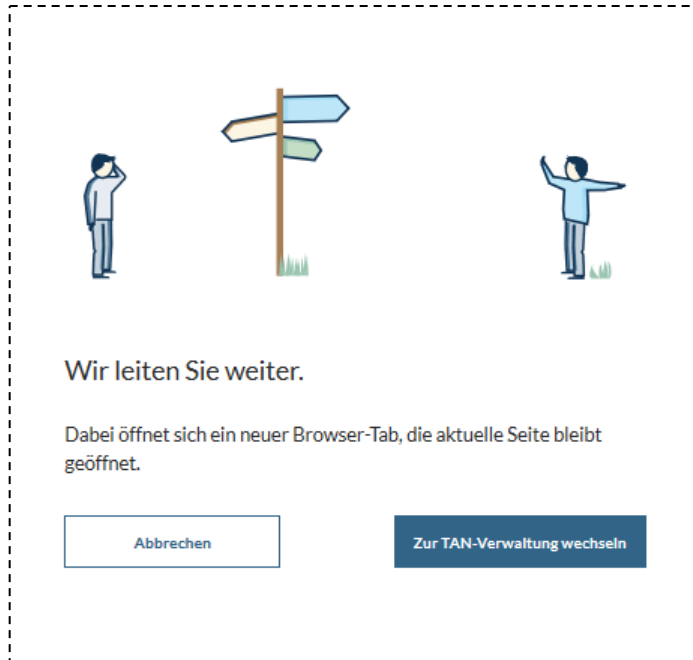 Wir leiten Sie weiter.
Dabei öffnet sich ein neuer Browser-Tab, die aktuelle Seite bleibt
geöffnet.
Abbrechen
Zur TAN-Verwaltung wechseln